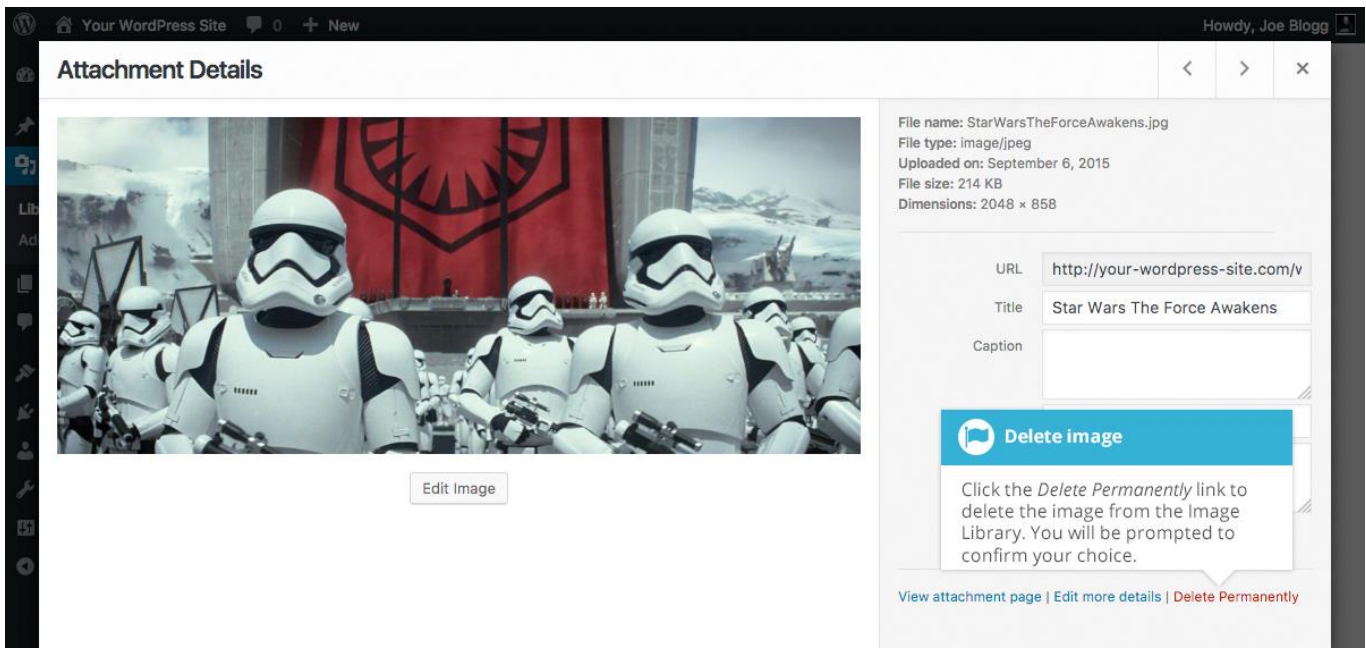 Your WordPress Site 0 + New
Howdy, Joe Blogg
Attachment Details
File name: StarWarsTheForceAwakens.jpg
File type: image/jpeg
Uploaded on: September 6, 2015
File size: 214 KB
Dimensions: 2048 × 858
Lib
Ad
URL http://your-wordpress-site.com/w
Title Star Wars The Force Awakens
Caption
Edit Image
Delete image
Click the Delete Permanently link to
delete the image from the Image
Library. You will be prompted to
confirm your choice.
View attachment page | Edit more details | Delete Permanently